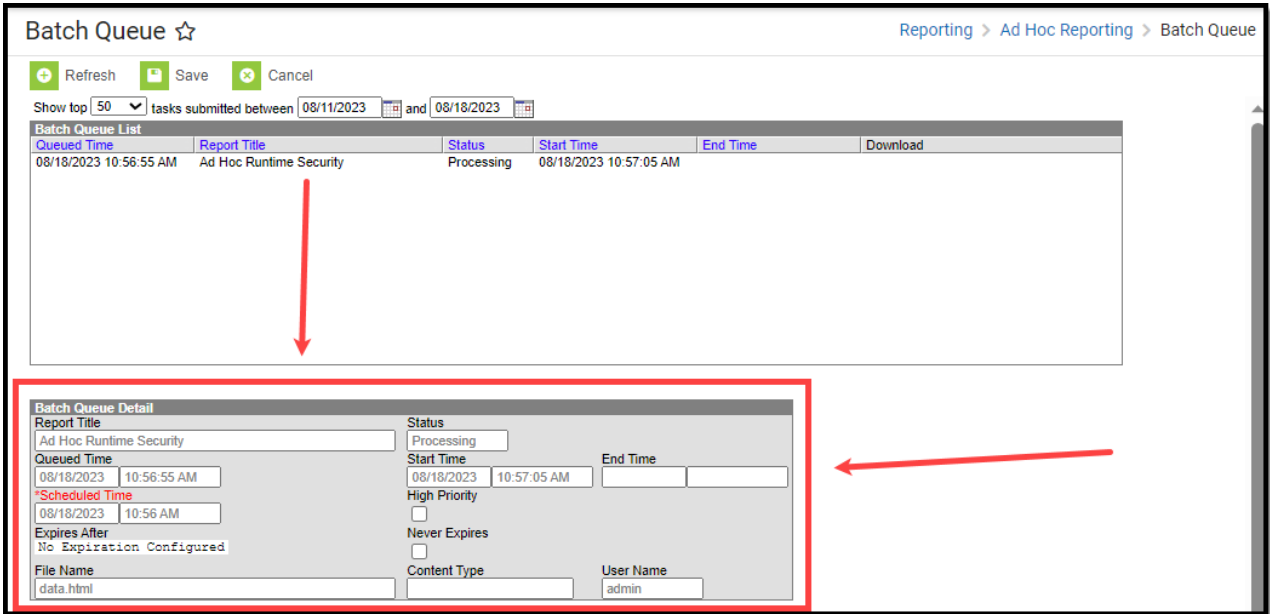 Batch Queue
Reporting > Ad Hoc Reporting > Batch Queue
Refresh Save Cancel
Show top 50 tasks submitted between 08/11/2023 and 08/18/2023
Batch Queue List
Queued Time Report Title Status Start Time End Time Download
08/18/2023 10:56:55 AM Ad Hoc Runtime Security Processing 08/18/2023 10:57:05 AM
Batch Queue Detail
Report Title Status
Ad Hoc Runtime Security Processing
Queued Time Start Time End Time
08/18/2023 10:56:55 AM 08/18/2023 10:57:05 AM
*Scheduled Time High Priority
08/18/2023 10:56 AM
Expires After Never Expires
No Expiration Configured
File Name Content Type User Name
data.html admin